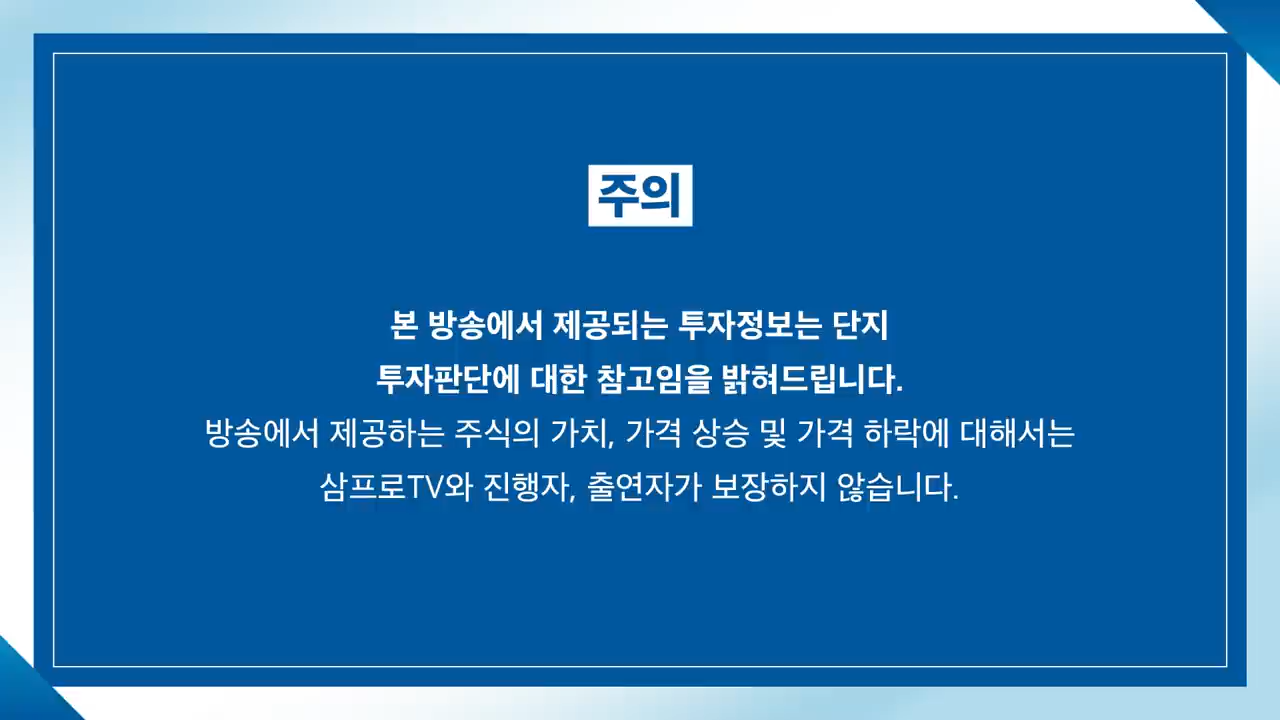 주의
본 방송에서 제공되는 투자정보는 단지
투자판단에 대한 참고임을 밝혀드립니다.
방송에서 제공하는 주식의 가치, 가격 상승 및 가격 하락에 대해서는
삼프로TV와 진행자, 출연자가 보장하지 않습니다.